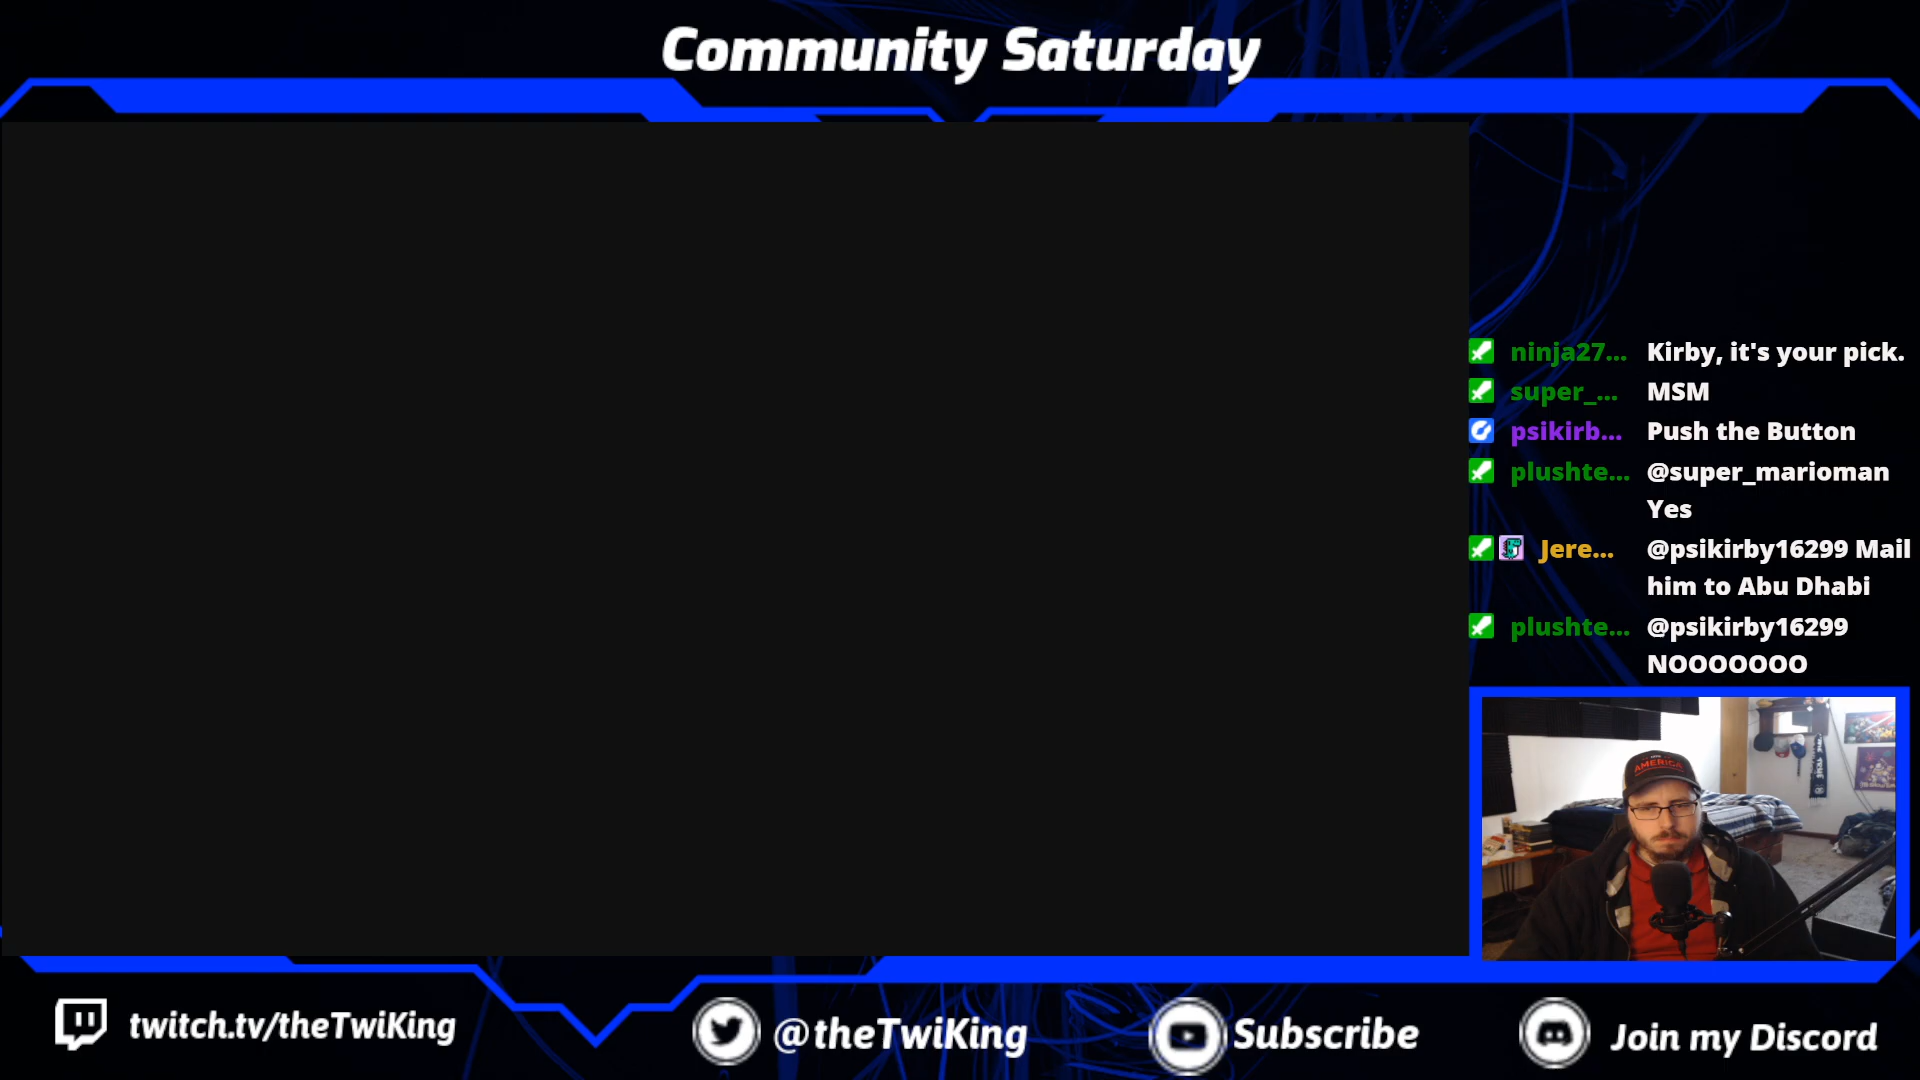 Community Saturday
ninja27... Kirby, it's your pick.
super_... MSM
psikirb... Push the Button
plushte... @super_marioman
Yes
Jere... @psikirby16299 Mail
him to Abu Dhabi
plushte... @psikirby16299
NOOOOOOO
AMERICA
twitch.tv/theTwiKing
@theTwiKing
Subscribe
Join my Discord